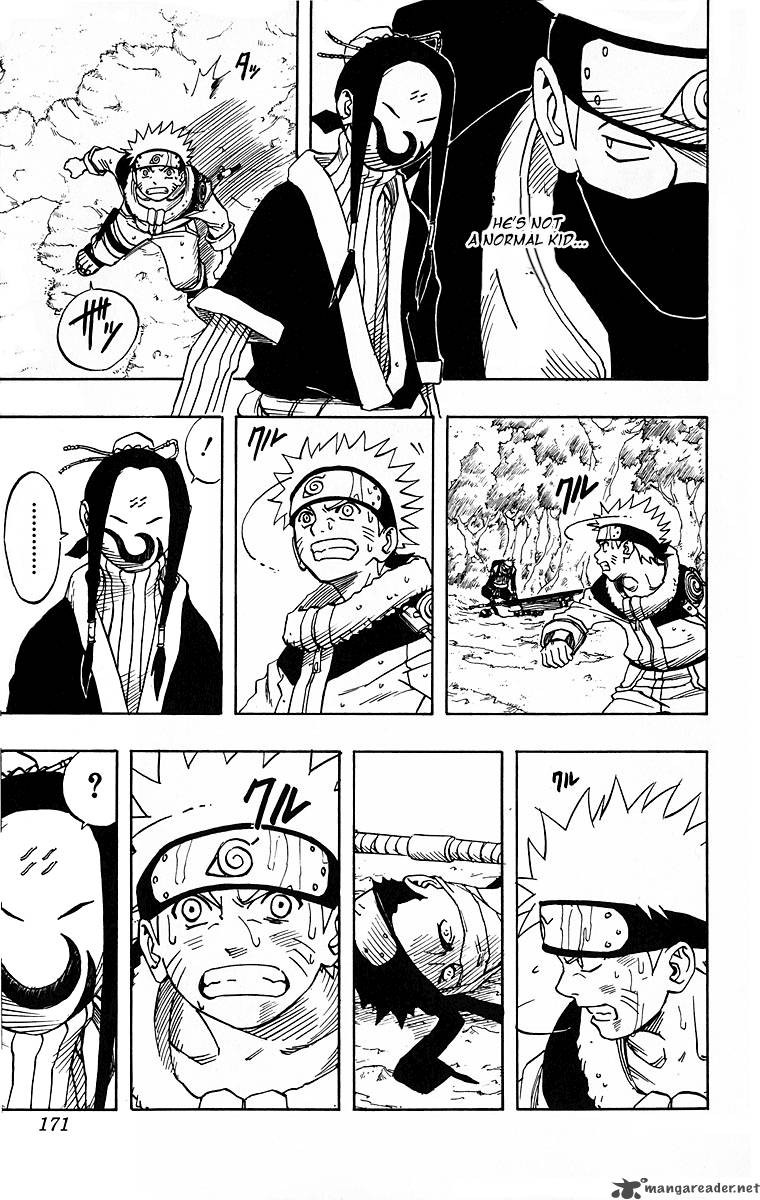 HE'S NOT
A NORMAL KID...
タッ
ザッ
クル
クル
!
………
クル
クル
?
171
mangareader.net